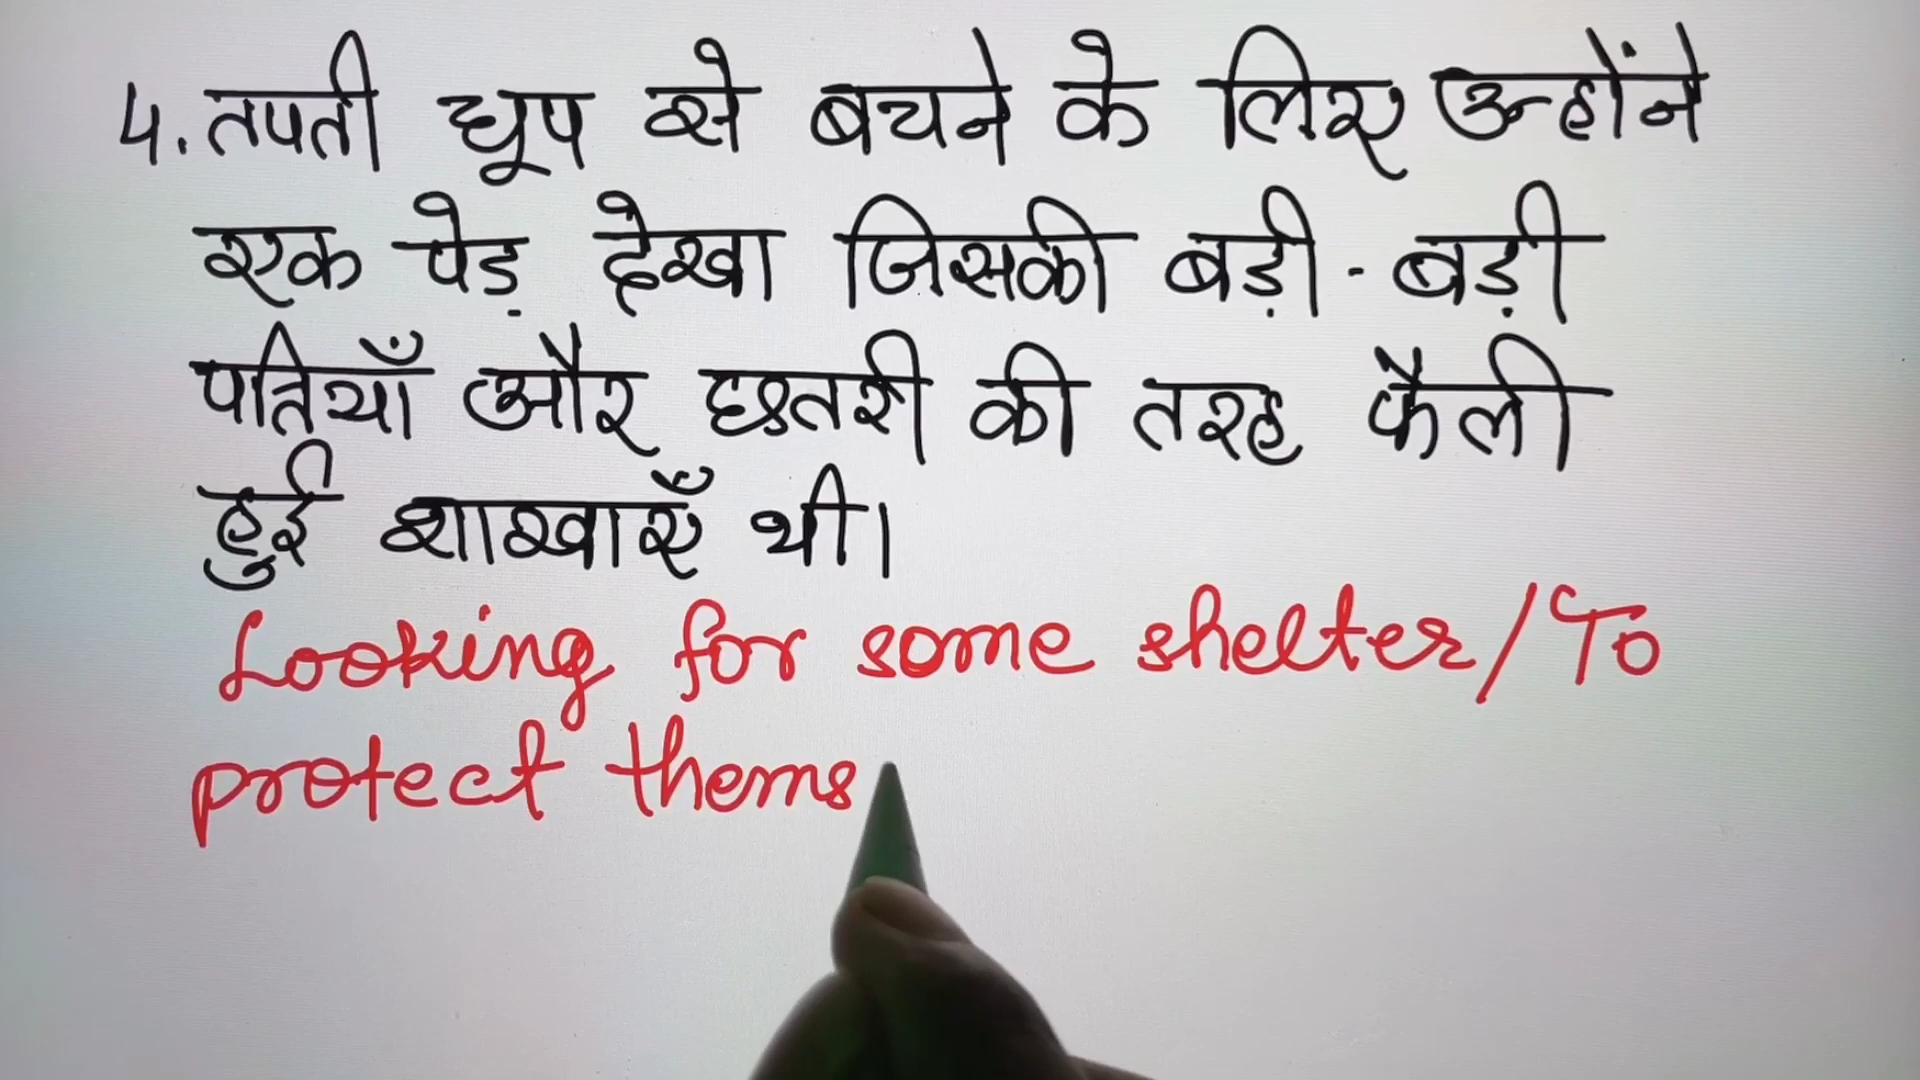 4. तपती धूप से बचने के लिए उन्होंने
एक पेड़ देखा जिसकी बड़ी - बड़ी
पतियाँ और छतरी की तरह फैली
हुई शाखाएँ थी।
Looking for some shelter/To
protect thems